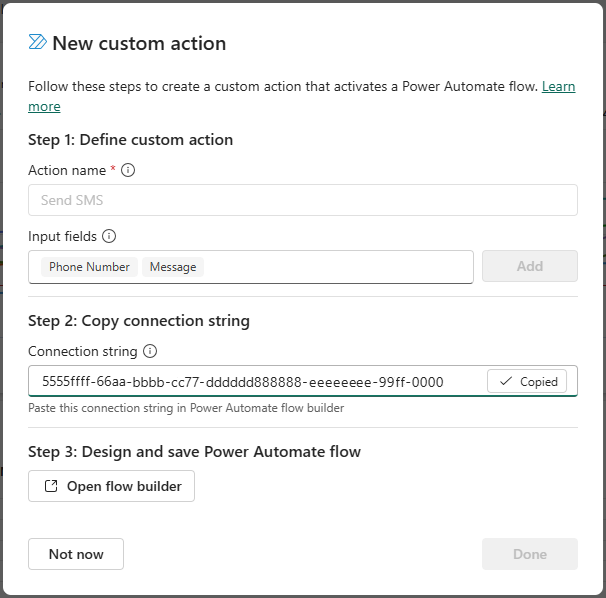 New custom action
Follow these steps to create a custom action that activates a Power Automate flow. Learn
more
Step 1: Define custom action
Action name *
Send SMS
Input fields
Phone Number Message
Add
Step 2: Copy connection string
Connection string
5555ffff-66aa-bbbb-cc77-dddddd888888-eeeeeeee-99ff-0000
Copied
Paste this connection string in Power Automate flow builder
Step 3: Design and save Power Automate flow
Open flow builder
Not now
Done